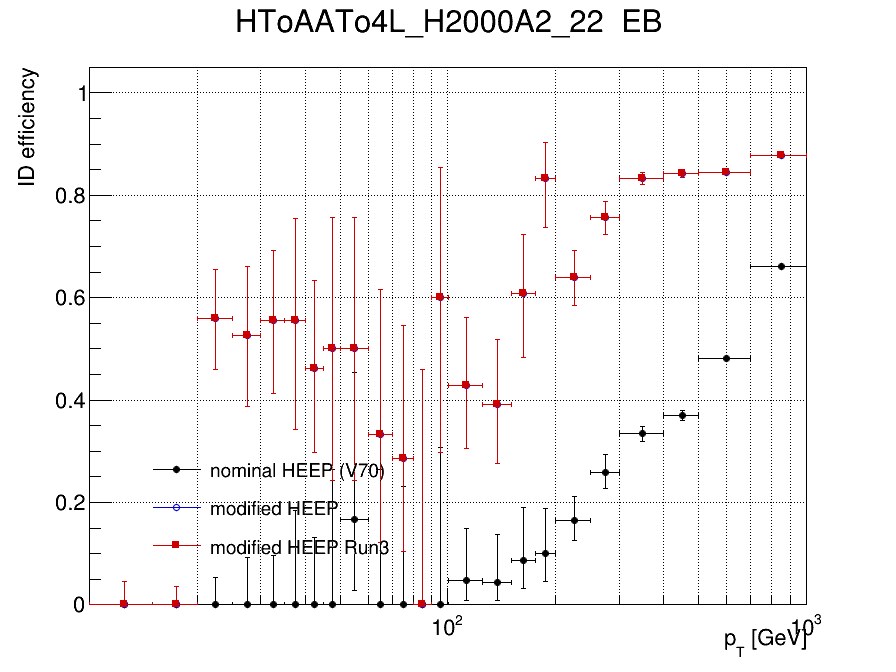 HToAATo4L_H2000A2_22 EB
ID efficiency
1
0.8
0.6
0.4
0.2
0
nominal HEEP (V70)
modified HEEP
modified HEEP Run3
10²
10³
p_T [GeV]